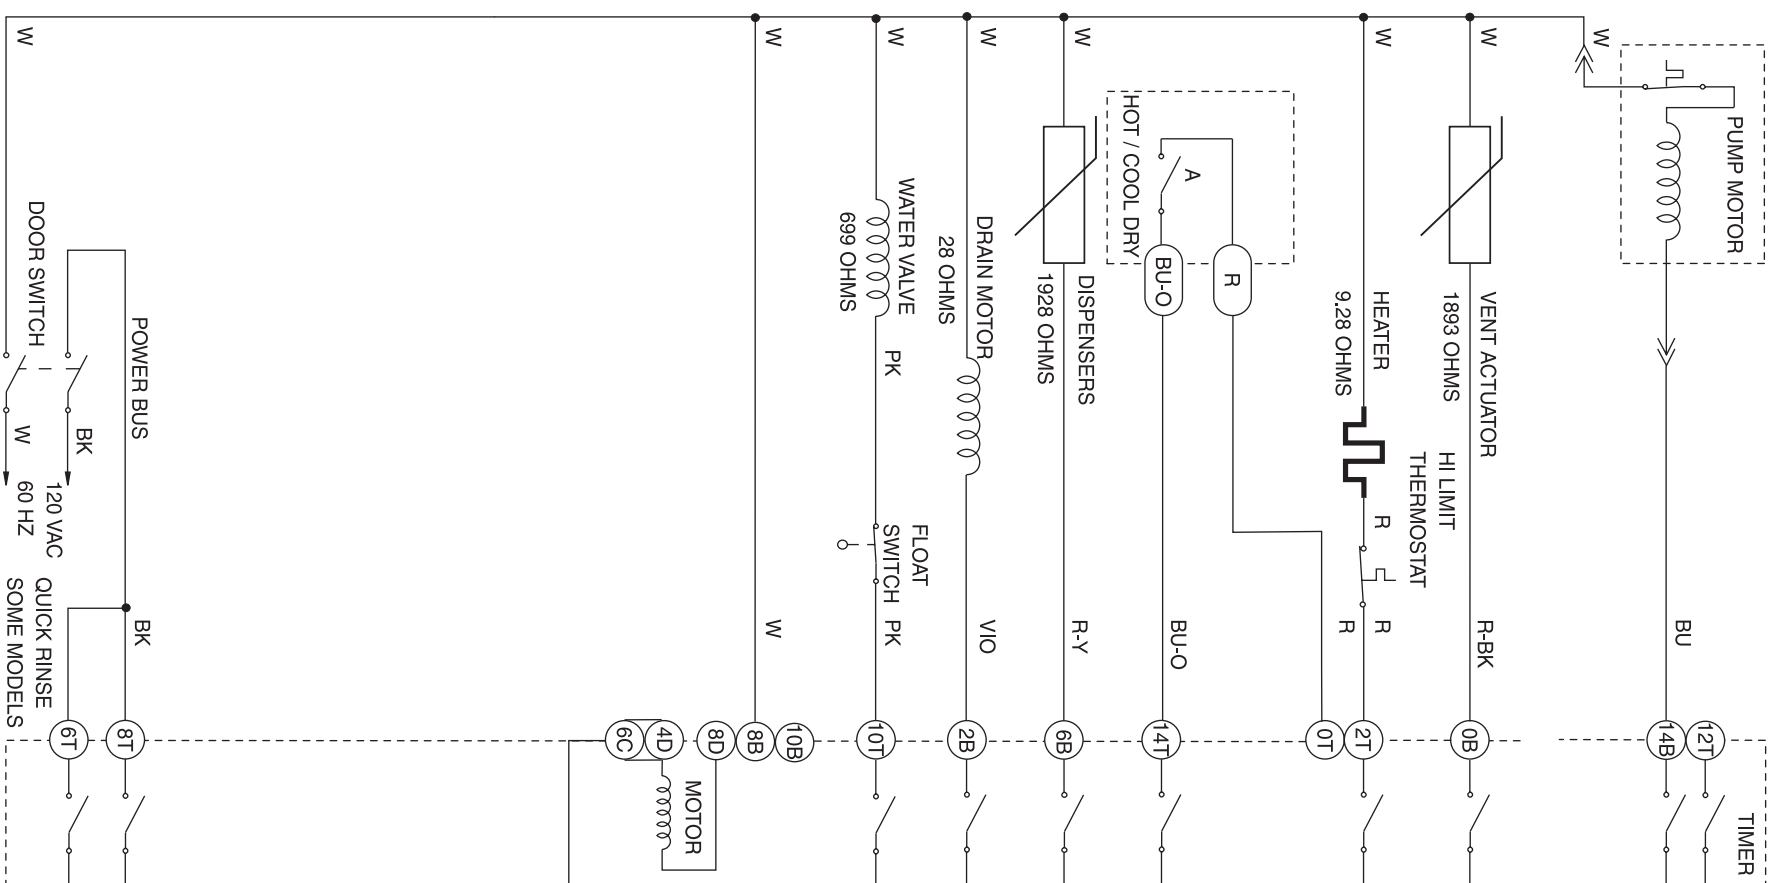 W
W
W
W
W
W
W
W
PUMP MOTOR
BU
VENT ACTUATOR
1893 OHMS
R-BK
HEATER
9.28 OHMS
HI LIMIT
THERMOSTAT
R
R
R
HOT / COOL DRY
A
BU-O
R
BU-O
DISPENSERS
1928 OHMS
R-Y
DRAIN MOTOR
28 OHMS
VIO
WATER VALVE
699 OHMS
PK
FLOAT
SWITCH
PK
W
POWER BUS
DOOR SWITCH
BK
W
120 VAC
60 HZ
BK
QUICK RINSE
SOME MODELS
6T
8T
6C
4D
8D
8B
10B
10T
2B
6B
14T
0T
2T
0B
14B
12T
MOTOR
TIMER